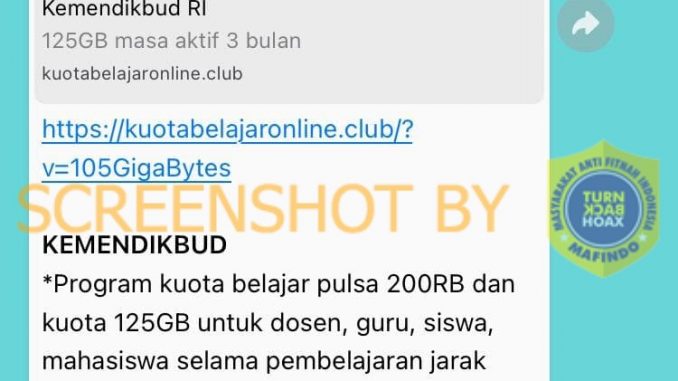 Kemendikbud RI
125GB masa aktif 3 bulan
kuotabelajaronline.club
https://kuotabelajaronline.club/?
v=105GigaBytes
SCREENSHOT BY
MASYARAKAT ANTI FITNAH INDONESIA
TURN
BACK
HOAX
MAFINDO
KEMENDIKBUD
*Program kuota belajar pulsa 200RB dan
kuota 125GB untuk dosen, guru, siswa,
mahasiswa selama pembelajaran jarak